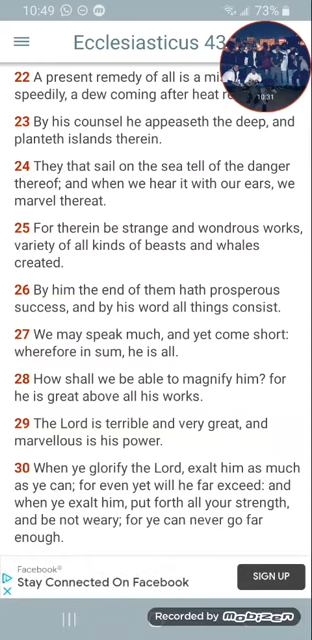 10:49
73%
Ecclesiasticus 43
10:31
22 A present remedy of all is a
speedily, a dew coming after heat
23 By his counsel he appeaseth the deep, and
planteth islands therein.
24 They that sail on the sea tell of the danger
thereof; and when we hear it with our ears, we
marvel thereat.
25 For therein be strange and wondrous works,
variety of all kinds of beasts and whales
created.
26 By him the end of them hath prosperous
success, and by his word all things consist.
27 We may speak much, and yet come short:
wherefore in sum, he is all.
28 How shall we be able to magnify him? for
he is great above all his works.
29 The Lord is terrible and very great, and
marvellous is his power.
30 When ye glorify the Lord, exalt him as much
as ye can; for even yet will he far exceed: and
when ye exalt him, put forth all your strength,
and be not weary; for ye can never go far
enough.
Facebook®
Stay Connected On Facebook
SIGN UP
Recorded by Mobizen